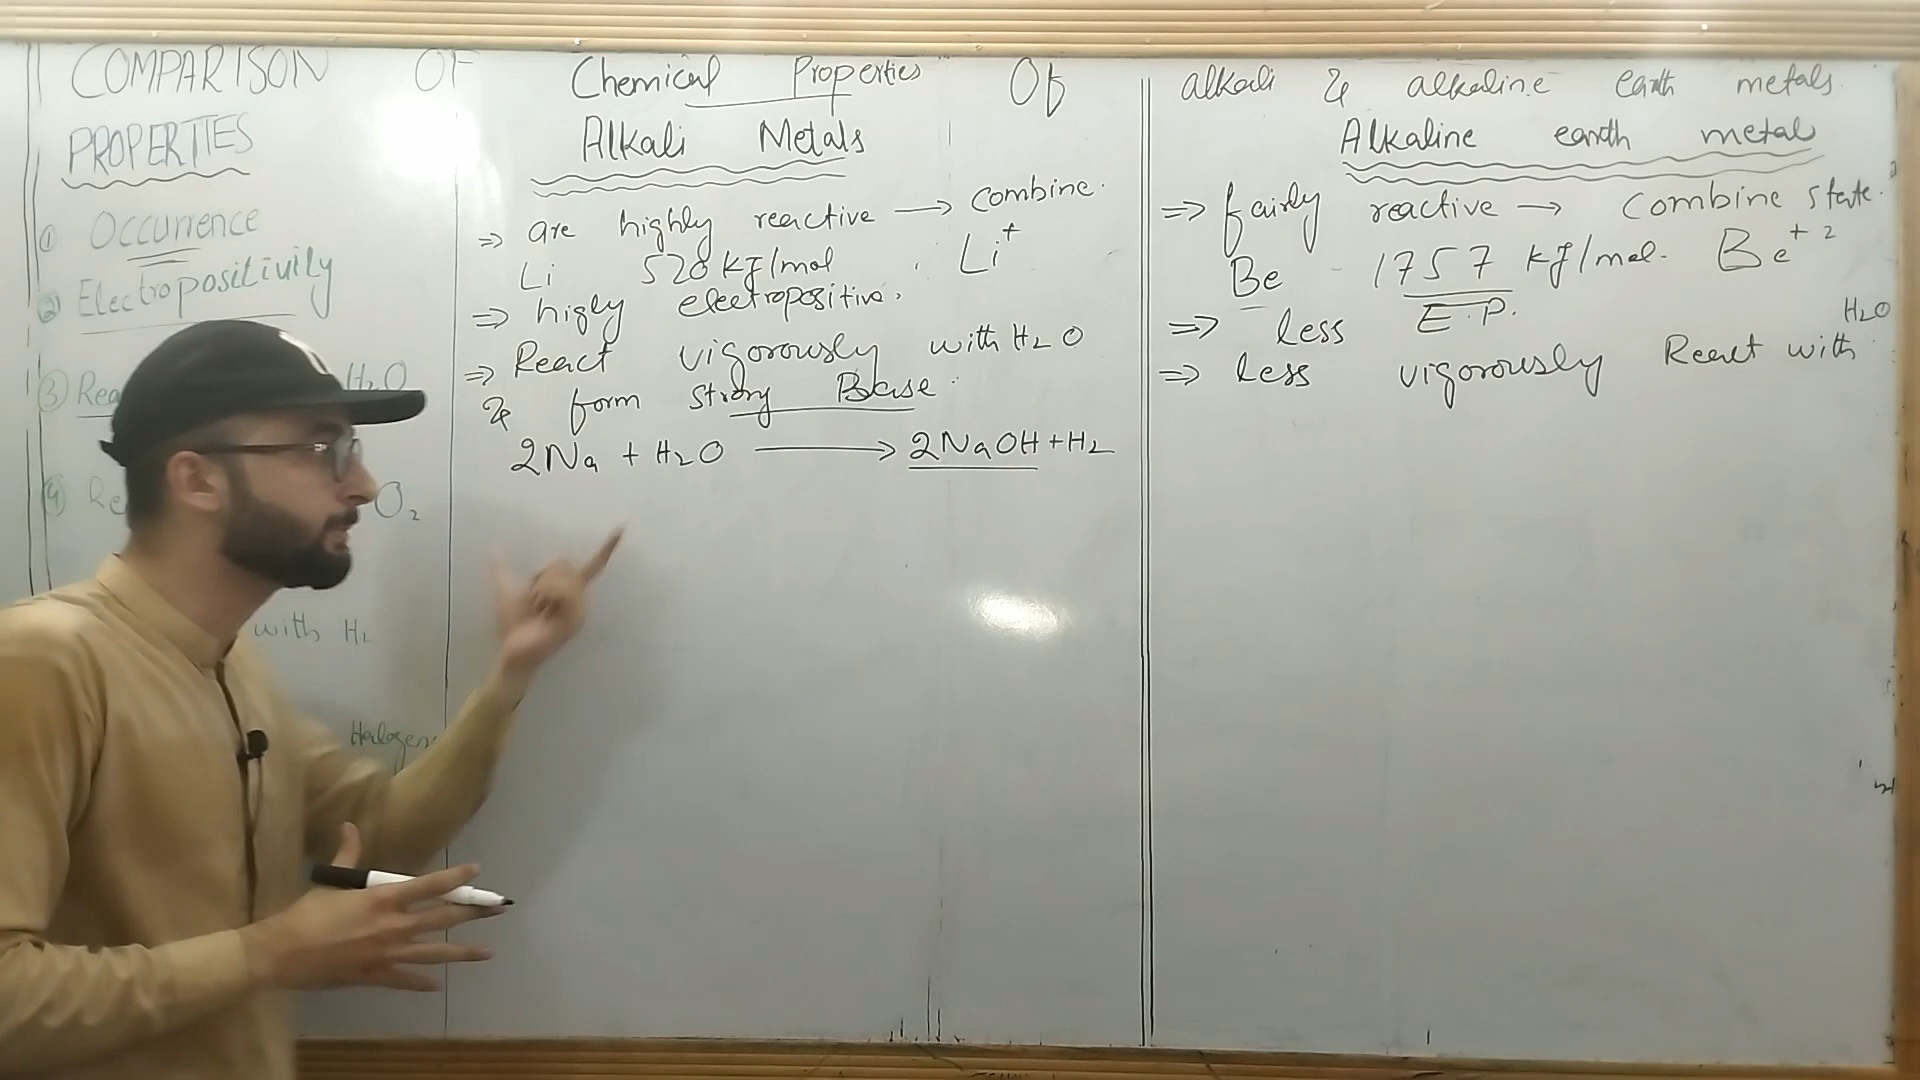 COMPARISON OF Chemical Properties Of alkali & alkaline earth metals.
PROPERTIES
① Occurrence
② Electropositivily
③ Rea H2O
④ Re O2
with H2
Halogen
Alkali Metals
⇒ are highly reactive → combine.
Li 520 kJ/mol . Li+
⇒ higly electropositive.
⇒ React vigorously with H2O
& form strong Base.
2Na + H2O → 2NaOH + H2
Alkaline earth metal
⇒ fairly reactive → Combine state.
Be 1757 kJ/mol. Be+2
⇒ less E.P.
⇒ less vigorously React with H2O